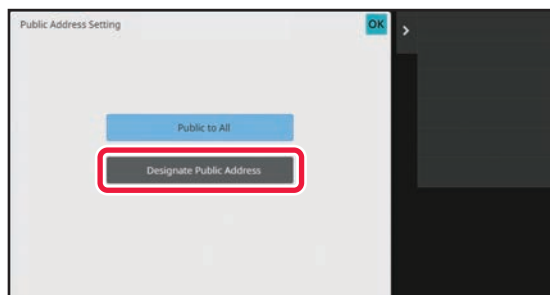 Public Address Setting
OK
Public to All
Designate Public Address